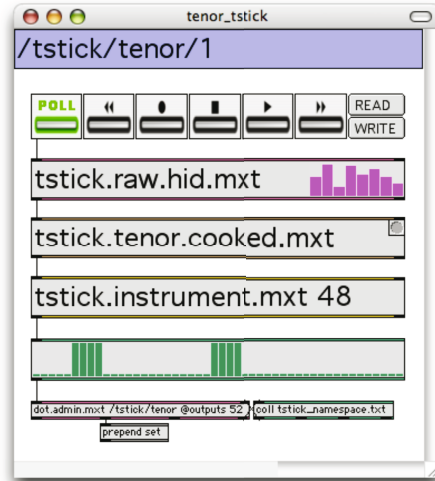 tenor_tstick
/tstick/tenor/1
POLL
READ
WRITE
tstick.raw.hid.mxt
tstick.tenor.cooked.mxt
tstick.instrument.mxt 48
dot.admin.mxt /tstick/tenor @outputs 52
coll tstick_namespace.txt
prepend set